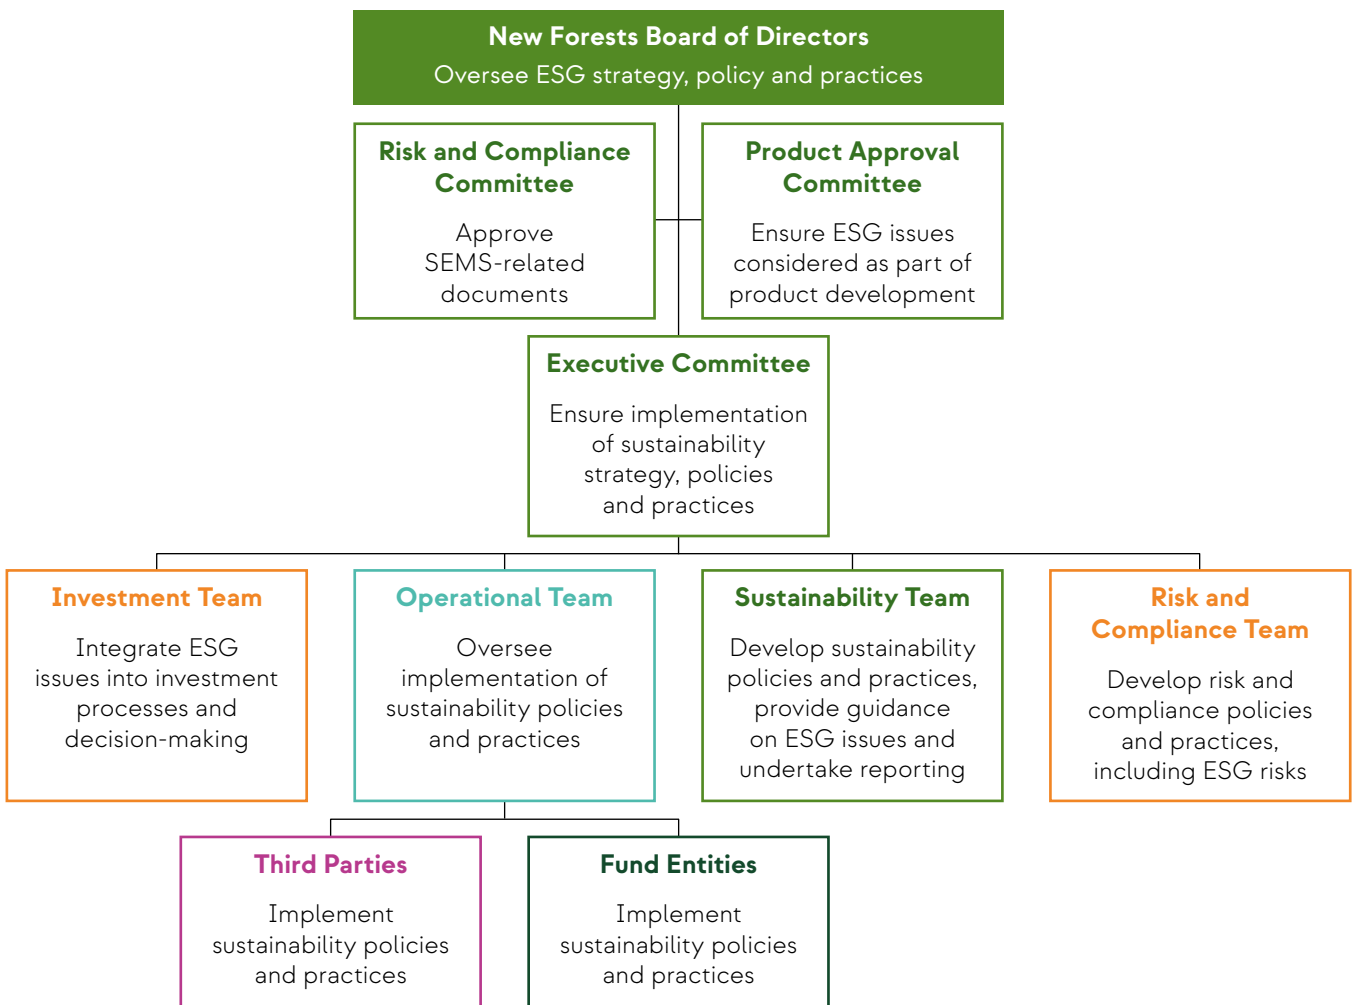 New Forests Board of Directors
Oversee ESG strategy, policy and practices
Risk and Compliance
Committee
Approve
SEMS-related
documents
Product Approval
Committee
Ensure ESG issues
considered as part of
product development
Executive Committee
Ensure implementation
of sustainability
strategy, policies
and practices
Investment Team
Integrate ESG
issues into investment
processes and
decision-making
Operational Team
Oversee
implementation of
sustainability policies
and practices
Sustainability Team
Develop sustainability
policies and practices,
provide guidance
on ESG issues and
undertake reporting
Risk and
Compliance Team
Develop risk and
compliance policies
and practices,
including ESG risks
Third Parties
Implement
sustainability policies
and practices
Fund Entities
Implement
sustainability policies
and practices